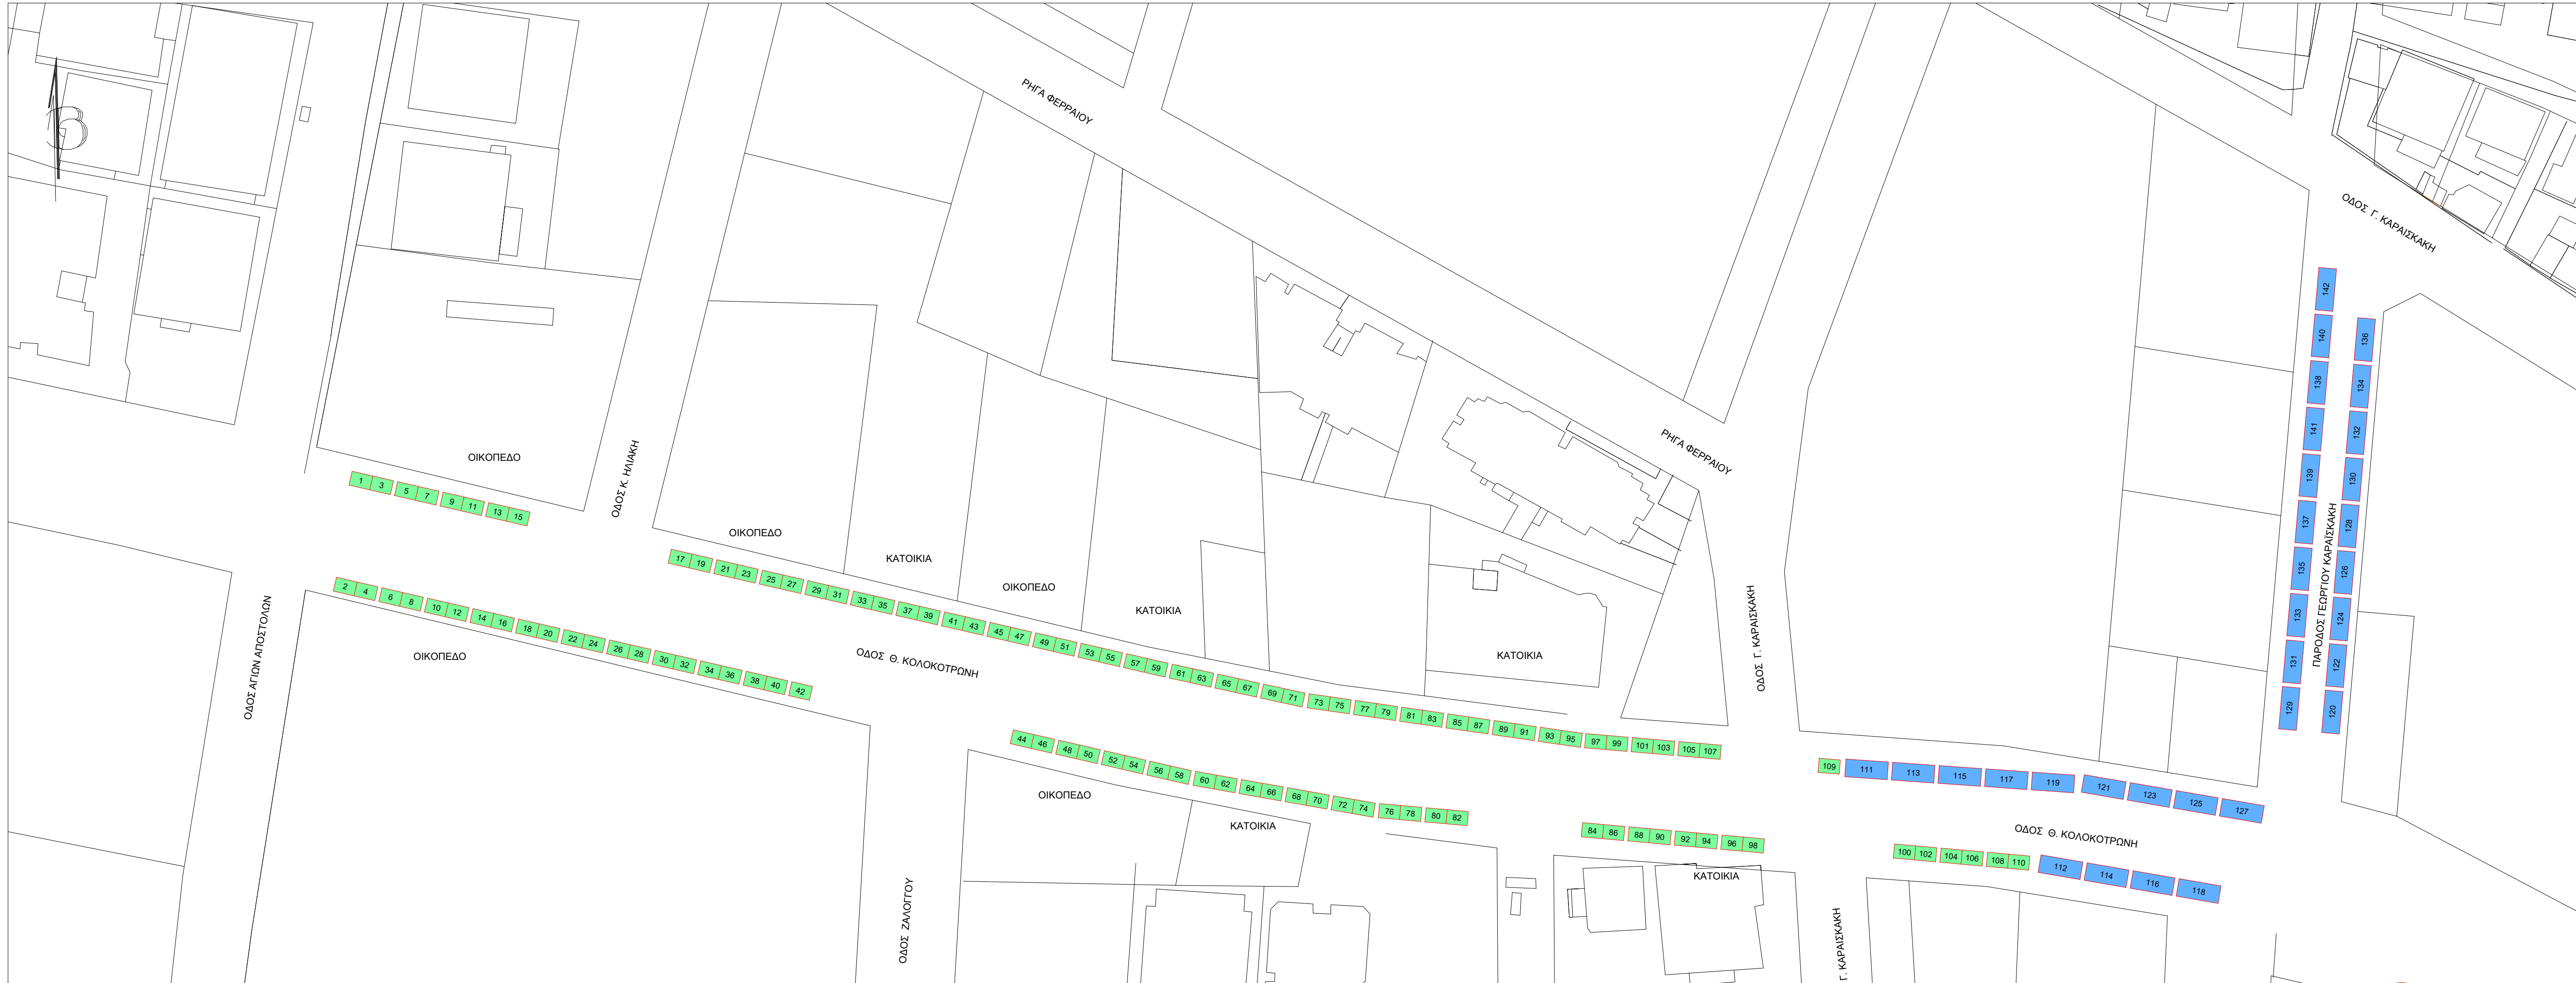 ΡΗΓΑ ΦΕΡΡΑΙΟΥ
ΟΔΟΣ Γ. ΚΑΡΑΙΣΚΑΚΗ
ΟΙΚΟΠΕΔΟ
ΟΔΟΣ Κ. ΗΛΙΑΚΗ
ΡΗΓΑ ΦΕΡΡΑΙΟΥ
1 3 5 7 9 11 13 15
ΟΙΚΟΠΕΔΟ
ΚΑΤΟΙΚΙΑ
ΟΙΚΟΠΕΔΟ
ΚΑΤΟΙΚΙΑ
ΚΑΤΟΙΚΙΑ
17 19 21 23 25 27 29 31 33 35 37 39 41 43 45 47 49 51 53 55 57 59 61 63 65 67 69 71 73 75 77 79 81 83 85 87 89 91 93 95 97 99 101 103 105 107
2 4 6 8 10 12 14 16 18 20 22 24 26 28 30 32 34 36 38 40 42
ΟΔΟΣ ΑΓΙΩΝ ΑΠΟΣΤΟΛΩΝ
ΟΙΚΟΠΕΔΟ
ΟΔΟΣ Θ. ΚΟΛΟΚΟΤΡΩΝΗ
ΟΔΟΣ Γ. ΚΑΡΑΙΣΚΑΚΗ
142 140 138 141 139 137 135 133 131 129
ΠΑΡΟΔΟΣ ΓΕΩΡΓΙΟΥ ΚΑΡΑΪΣΚΑΚΗ
136 134 132 130 128 126 124 122 120
44 46 48 50 52 54 56 58 60 62 64 66 68 70 72 74 76 78 80 82
109 111 113 115 117 119 121 123 125 127
ΟΙΚΟΠΕΔΟ
ΚΑΤΟΙΚΙΑ
84 86 88 90 92 94 96 98
ΟΔΟΣ Θ. ΚΟΛΟΚΟΤΡΩΝΗ
100 102 104 106 108 110 112 114 116 118
ΚΑΤΟΙΚΙΑ
ΟΔΟΣ ΖΑΛΟΓΓΟΥ
Γ. ΚΑΡΑΙΣΚΑΚΗ